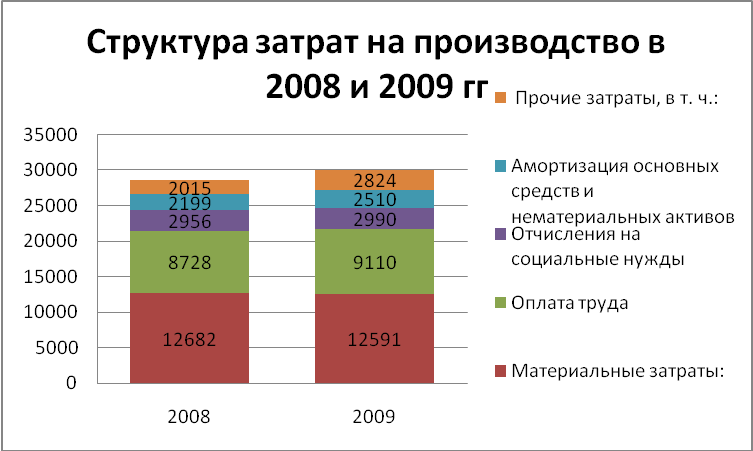 Структура затрат на производство в
2008 и 2009 гг
35000
30000
25000
20000
15000
10000
5000
0
2015
2199
2956
8728
12682
2824
2510
2990
9110
12591
2008
2009
Прочие затраты, в т. ч.:
Амортизация основных
средств и
нематериальных активов
Отчисления на
социальные нужды
Оплата труда
Материальные затраты: